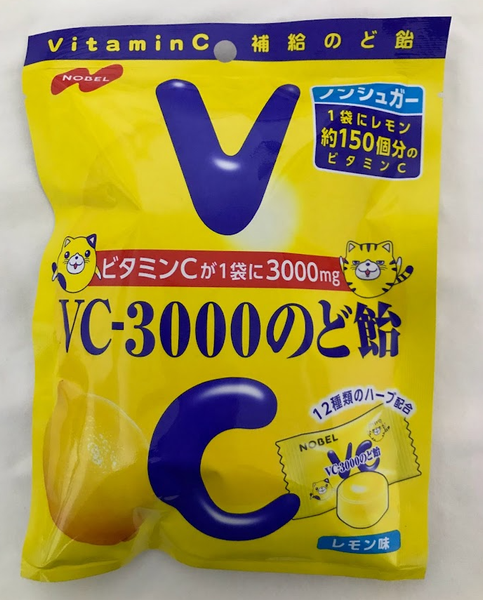 VitaminC 補給のど飴
NOBEL
V
ノンシュガー
1袋にレモン
約150個分の
ビタミンC
ビタミンCが1袋に3000mg
VC-3000のど飴
C
12種類のハーブ配合
NOBEL
VC
VC-3000のど飴
レモン味